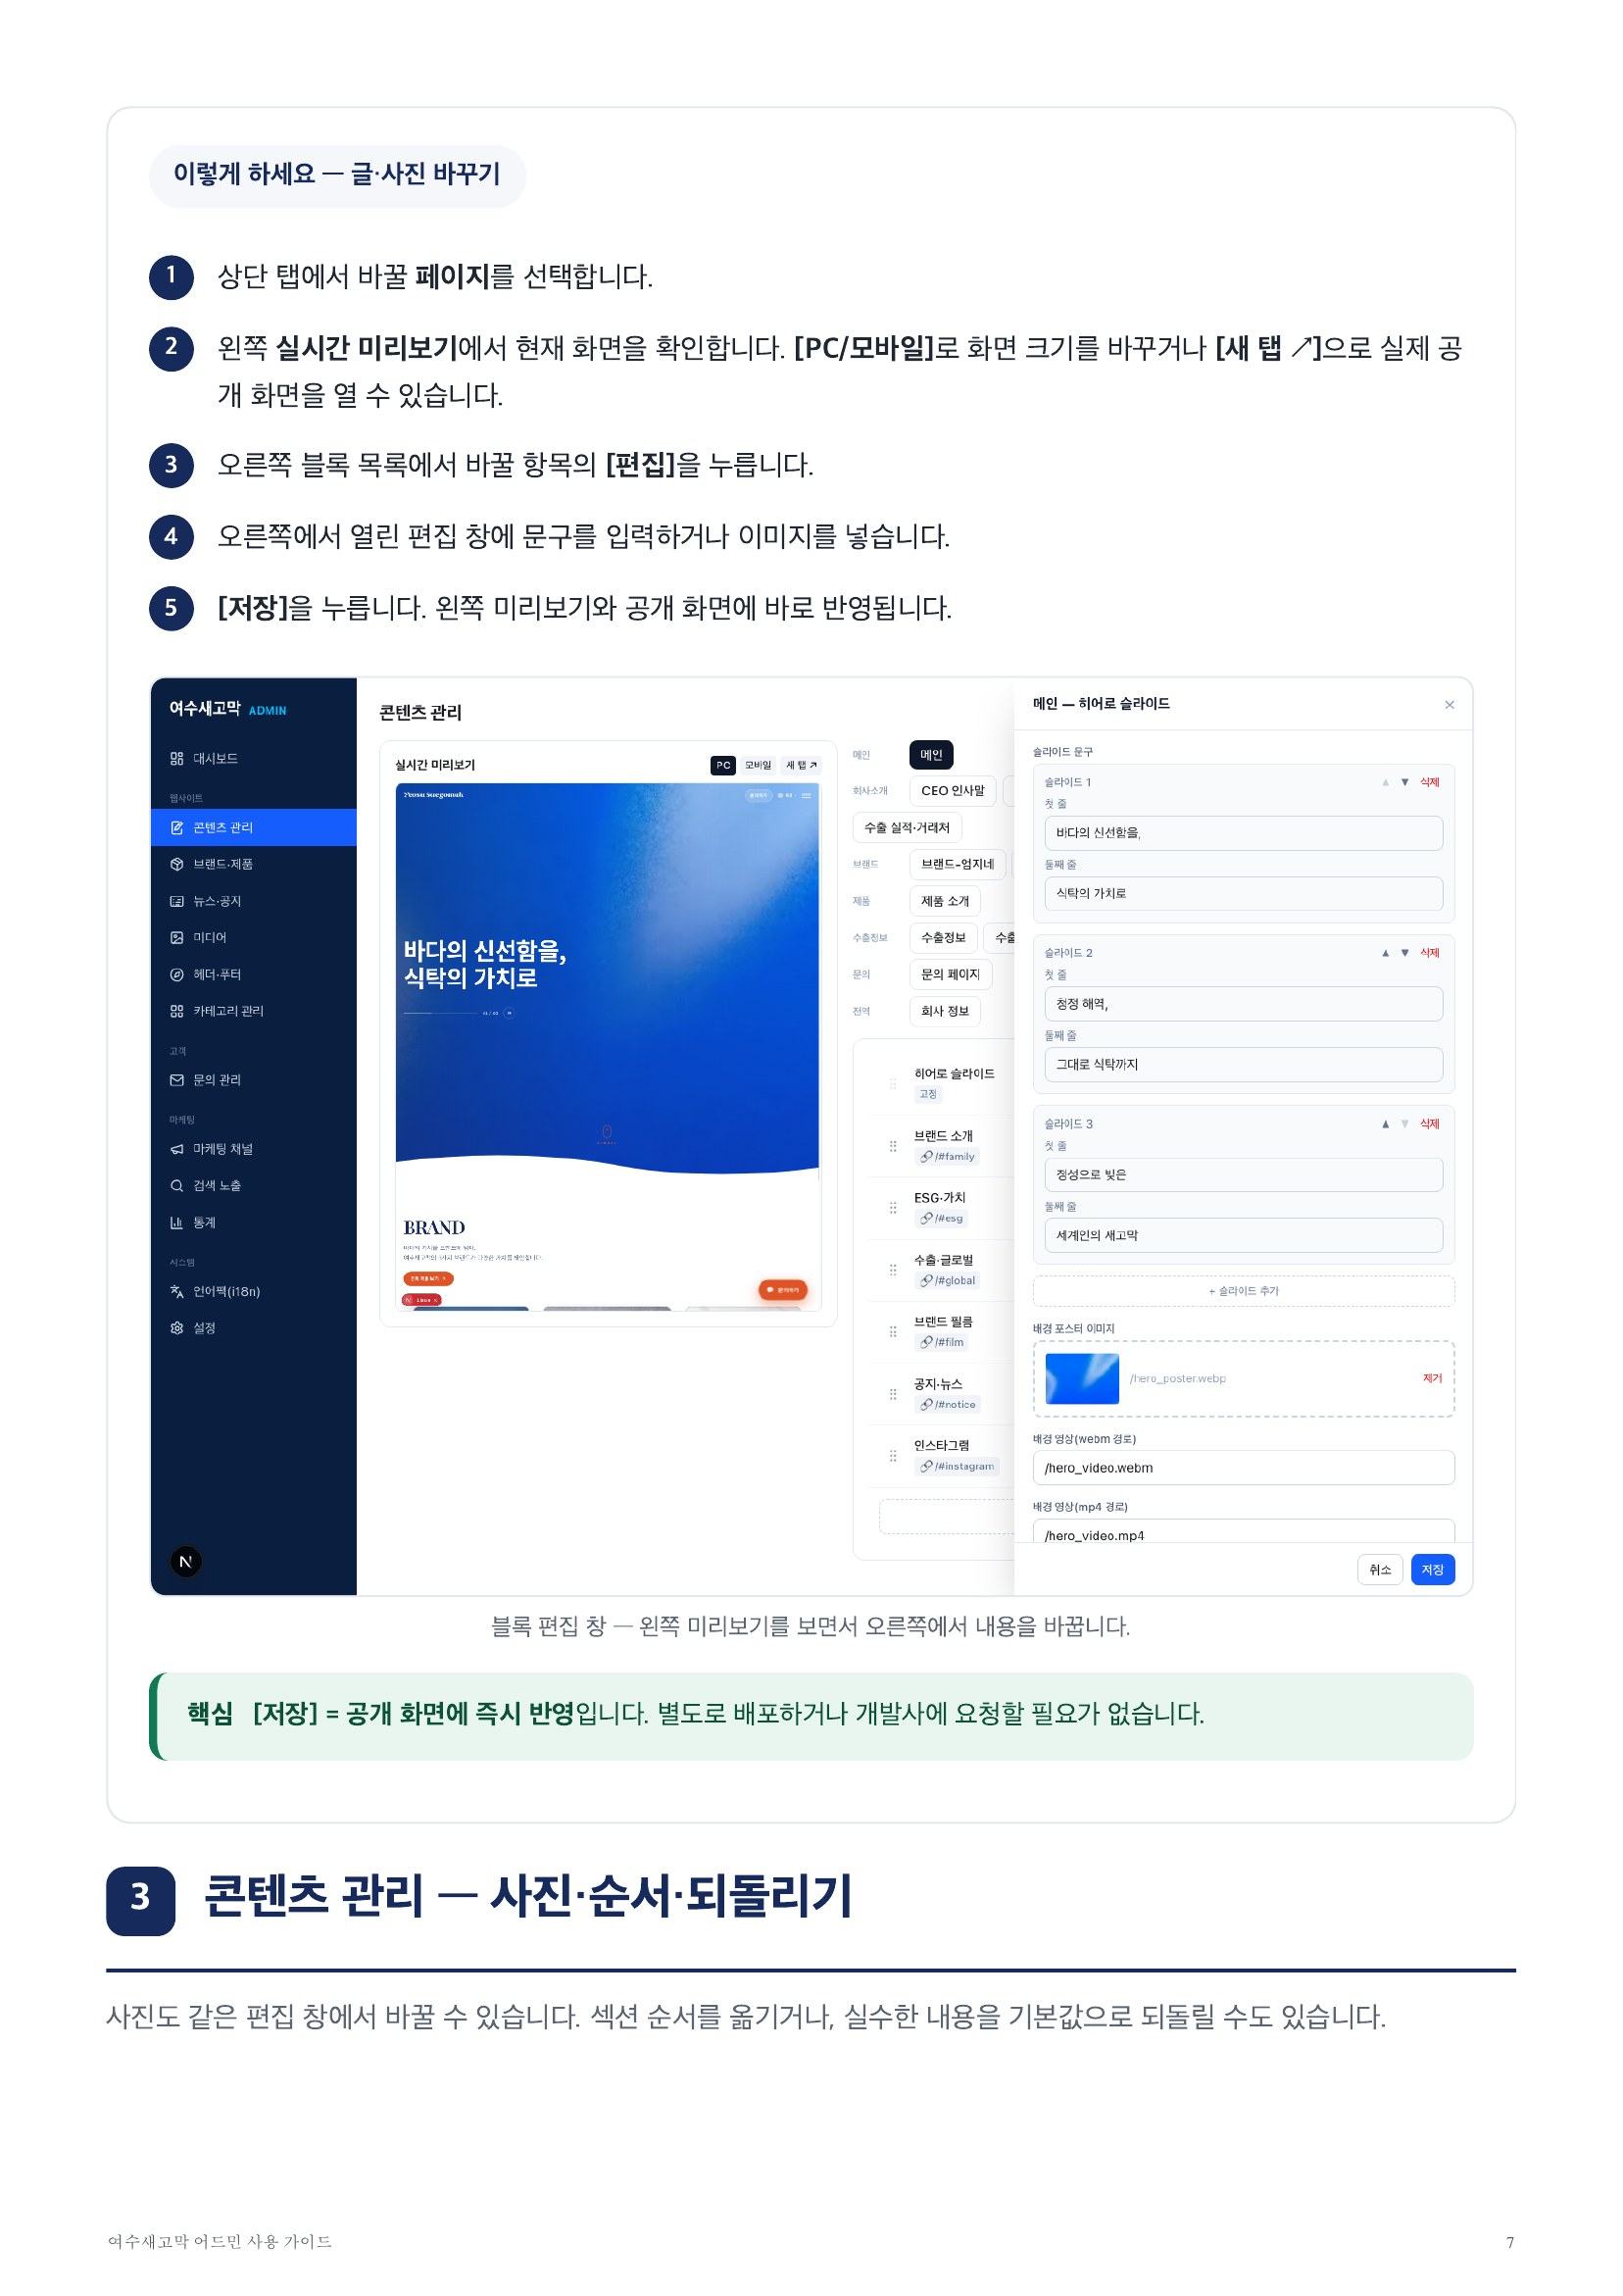 이렇게 하세요 — 글·사진 바꾸기
1 상단 탭에서 바꿀 페이지를 선택합니다.
2 왼쪽 실시간 미리보기에서 현재 화면을 확인합니다. [PC/모바일]로 화면 크기를 바꾸거나 [새 탭 ↗]으로 실제 공
개 화면을 열 수 있습니다.
3 오른쪽 블록 목록에서 바꿀 항목의 [편집]을 누릅니다.
4 오른쪽에서 열린 편집 창에 문구를 입력하거나 이미지를 넣습니다.
5 [저장]을 누릅니다. 왼쪽 미리보기와 공개 화면에 바로 반영됩니다.
여수새고막 ADMIN
대시보드
웹사이트
콘텐츠 관리
브랜드·제품
뉴스·공지
미디어
헤더·푸터
카테고리 관리
고객
문의 관리
마케팅
마케팅 채널
검색 노출
통계
시스템
언어팩(i18n)
설정
N
콘텐츠 관리
실시간 미리보기 PC 모바일 새 탭 ↗
Yeosu Saegomak
바다의 신선함을,
식탁의 가치로
BRAND
문의하기
메인 메인
회사소개 CEO 인사말
수출 실적·거래처
브랜드 브랜드-엄지네
제품 제품 소개
수출정보 수출정보 수출
문의 문의 페이지
전역 회사 정보
히어로 슬라이드
고정
브랜드 소개
/#family
ESG·가치
/#esg
수출·글로벌
/#global
브랜드 필름
/#film
공지·뉴스
/#notice
인스타그램
/#instagram
메인 — 히어로 슬라이드 ×
슬라이드 문구
슬라이드 1 ▲ ▼ 삭제
첫 줄
바다의 신선함을,
둘째 줄
식탁의 가치로
슬라이드 2 ▲ ▼ 삭제
첫 줄
청정 해역,
둘째 줄
그대로 식탁까지
슬라이드 3 ▲ ▼ 삭제
첫 줄
정성으로 빚은
둘째 줄
세계인의 새고막
+ 슬라이드 추가
배경 포스터 이미지
/hero_poster.webp 제거
배경 영상(webm 경로)
/hero_video.webm
배경 영상(mp4 경로)
/hero_video.mp4
취소 저장
블록 편집 창 — 왼쪽 미리보기를 보면서 오른쪽에서 내용을 바꿉니다.
핵심 [저장] = 공개 화면에 즉시 반영입니다. 별도로 배포하거나 개발사에 요청할 필요가 없습니다.
3 콘텐츠 관리 — 사진·순서·되돌리기
사진도 같은 편집 창에서 바꿀 수 있습니다. 섹션 순서를 옮기거나, 실수한 내용을 기본값으로 되돌릴 수도 있습니다.
여수새고막 어드민 사용 가이드 7